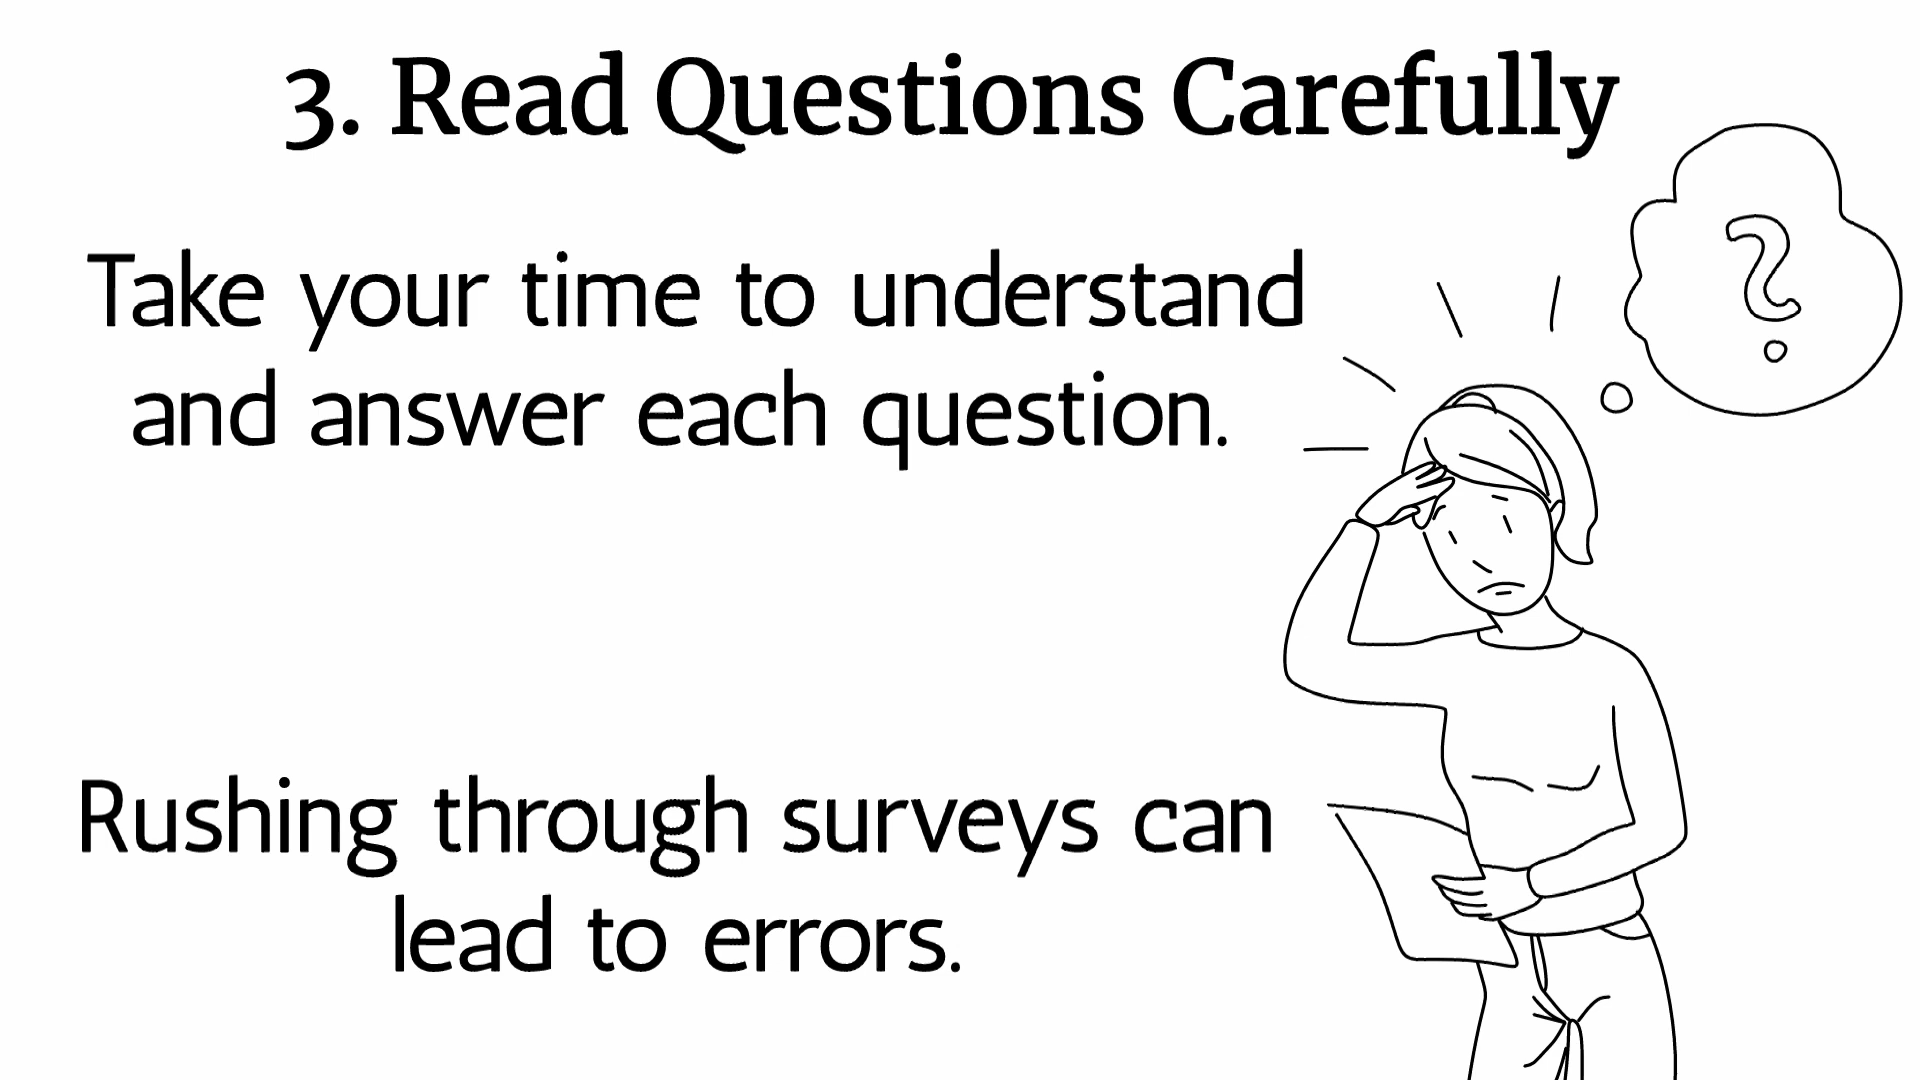 3. Read Questions Carefully
Take your time to understand
and answer each question.
Rushing through surveys can
lead to errors.
?